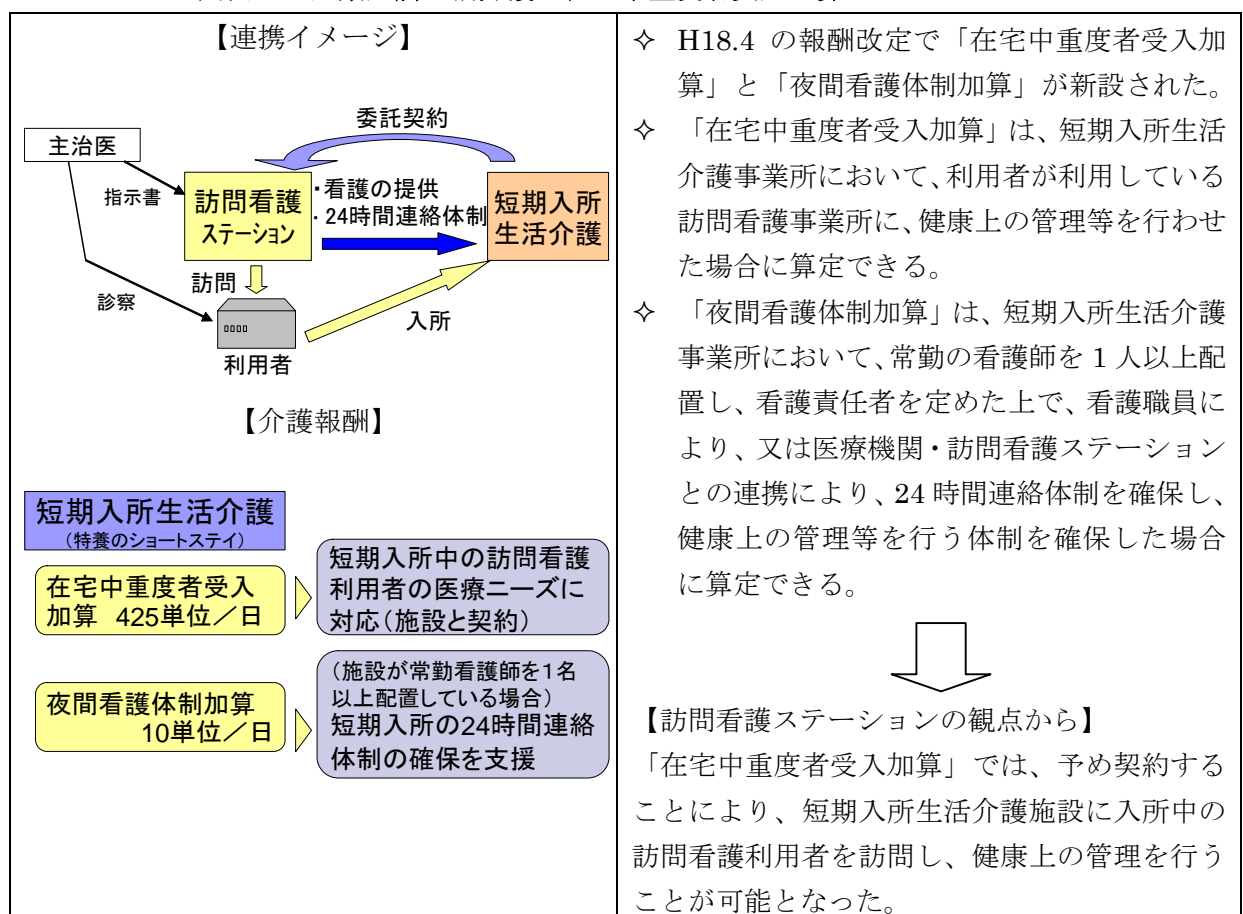 【連携イメージ】
委託契約
主治医
指示書
訪問看護
ステーション
・看護の提供
・24時間連絡体制
短期入所
生活介護
訪問
診察
入所
利用者
【介護報酬】
短期入所生活介護
（特養のショートステイ）
在宅中重度者受入
加算 425単位／日
短期入所中の訪問看護
利用者の医療ニーズに
対応（施設と契約）
夜間看護体制加算
10単位／日
（施設が常勤看護師を１名
以上配置している場合）
短期入所の24時間連絡
体制の確保を支援
✧ H18.4 の報酬改定で「在宅中重度者受入加
算」と「夜間看護体制加算」が新設された。
✧ 「在宅中重度者受入加算」は、短期入所生活
介護事業所において、利用者が利用している
訪問看護事業所に、健康上の管理等を行わせ
た場合に算定できる。
✧ 「夜間看護体制加算」は、短期入所生活介護
事業所において、常勤の看護師を 1 人以上配
置し、看護責任者を定めた上で、看護職員に
より、又は医療機関・訪問看護ステーション
との連携により、24 時間連絡体制を確保し、
健康上の管理等を行う体制を確保した場合
に算定できる。
【訪問看護ステーションの観点から】
「在宅中重度者受入加算」では、予め契約する
ことにより、短期入所生活介護施設に入所中の
訪問看護利用者を訪問し、健康上の管理を行う
ことが可能となった。